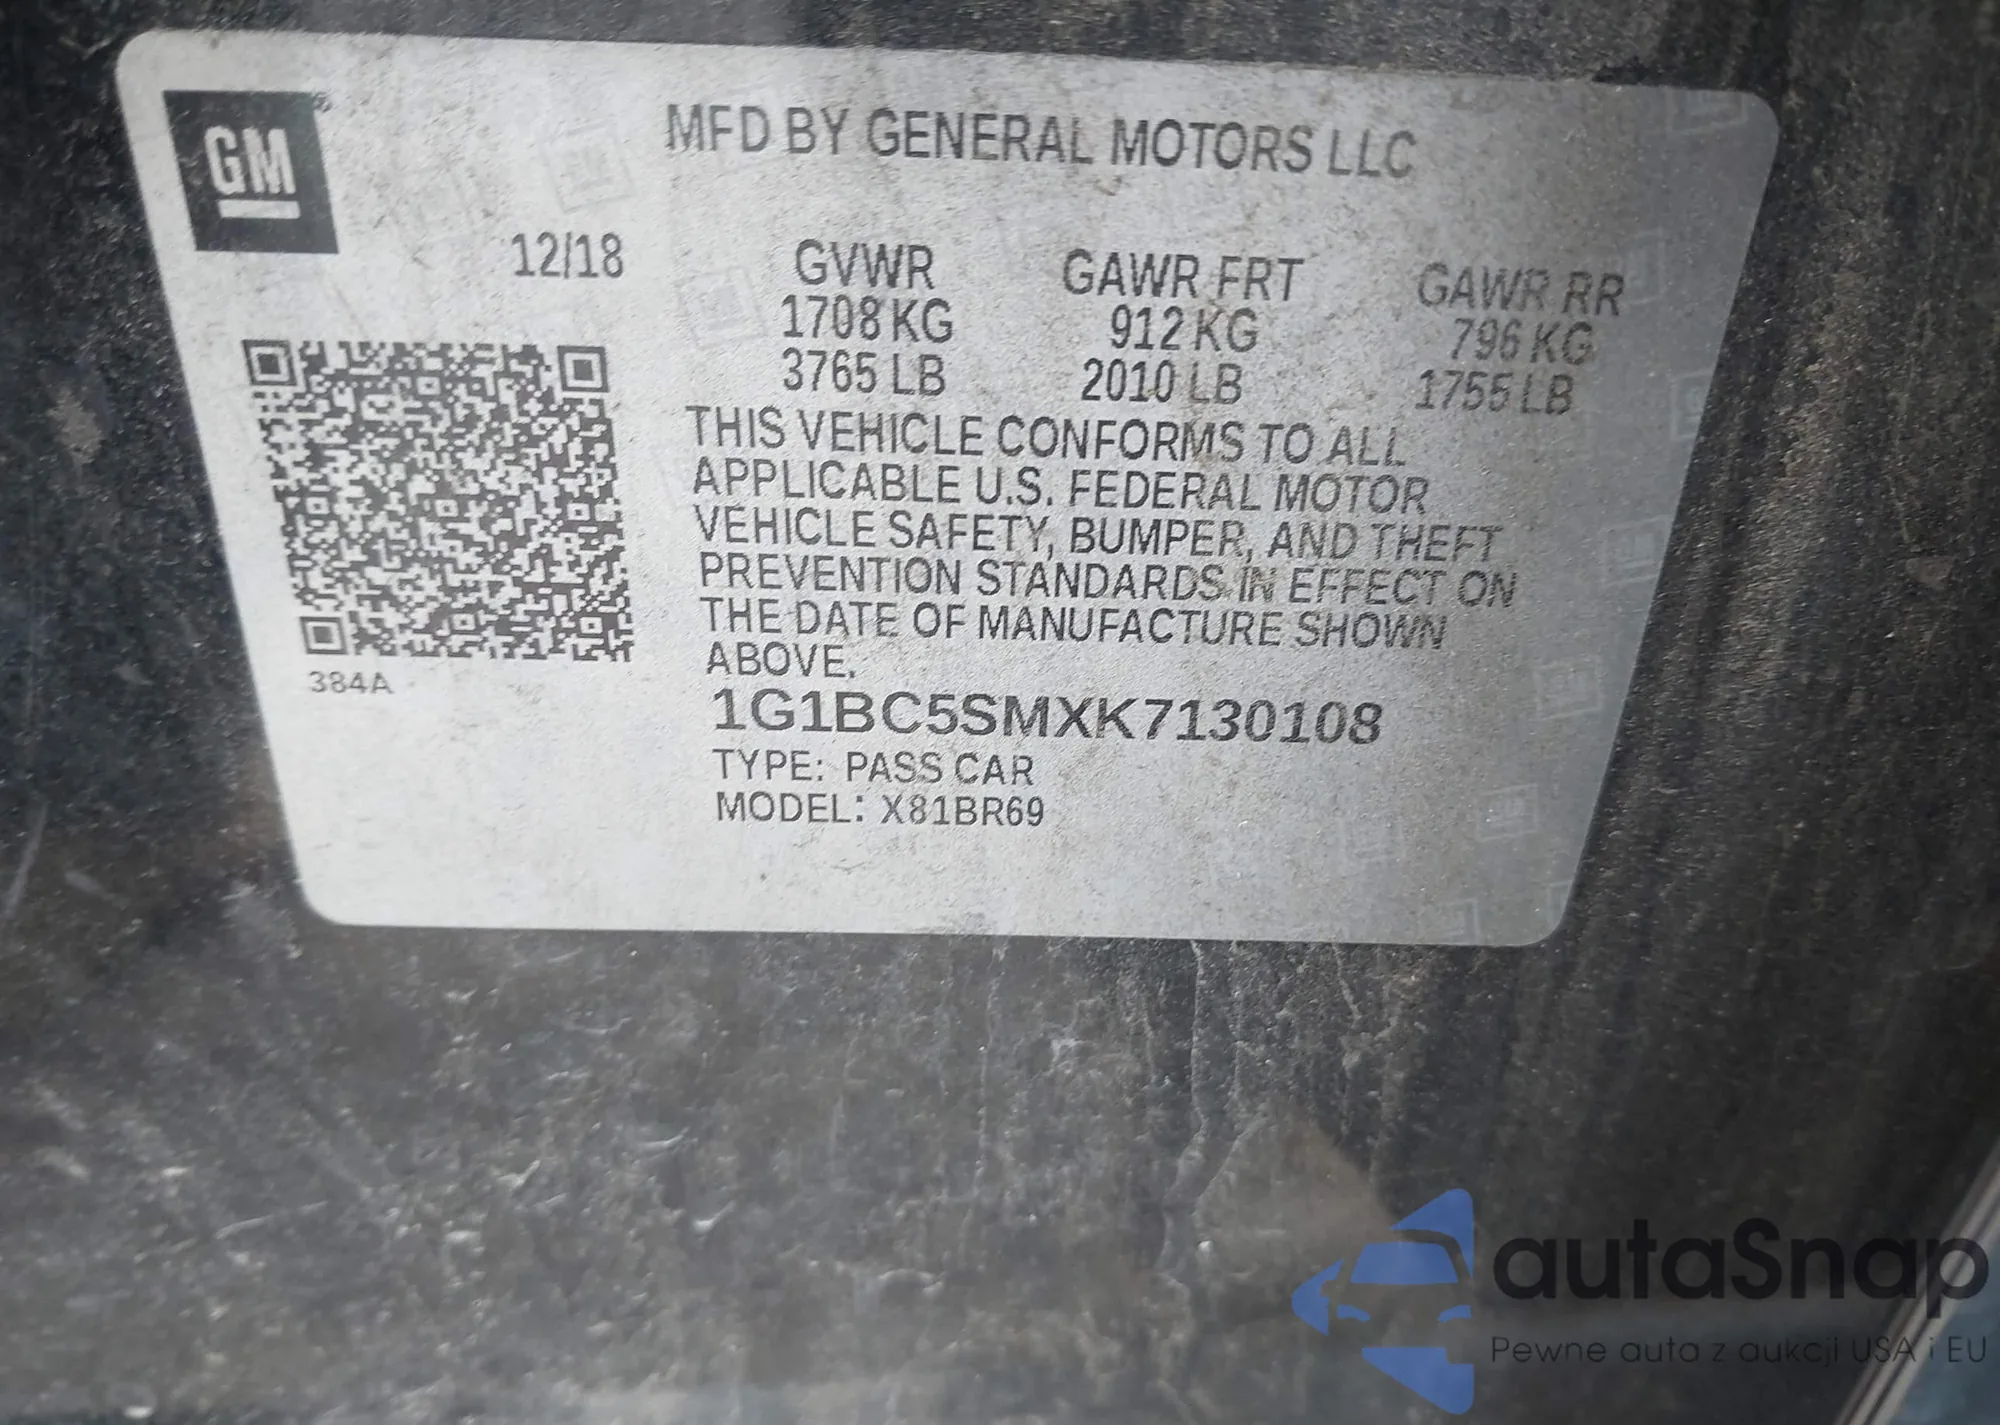 GM
MFD BY GENERAL MOTORS LLC
12/18
GVWR GAWR FRT GAWR RR
1708 KG 912 KG 796 KG
3765 LB 2010 LB 1755 LB
THIS VEHICLE CONFORMS TO ALL
APPLICABLE U.S. FEDERAL MOTOR
VEHICLE SAFETY, BUMPER, AND THEFT
PREVENTION STANDARDS IN EFFECT ON
THE DATE OF MANUFACTURE SHOWN
ABOVE.
384A
1G1BC5SMXK7130108
TYPE: PASS CAR
MODEL: X81BR69
autaSnap
Pewne auta z aukcji USA i EU